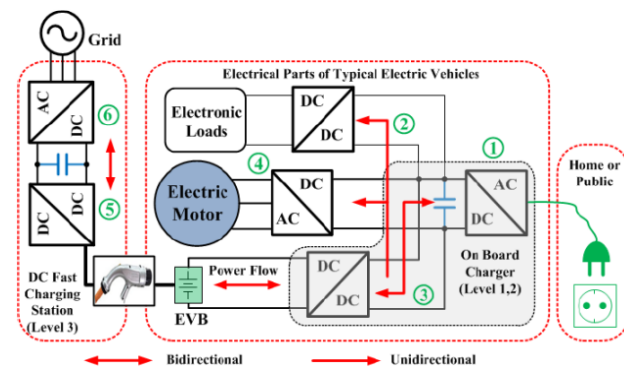 Grid
Electrical Parts of Typical Electric Vehicles
AC
DC
⑥
Electronic
Loads
DC
DC
②
①
④
Home or
Public
Electric
Motor
DC
AC
AC
DC
DC
DC
⑤
On Board
Charger
(Level 1,2)
DC Fast
Charging
Station
(Level 3)
Power Flow
DC
DC
③
EVB
Bidirectional
Unidirectional